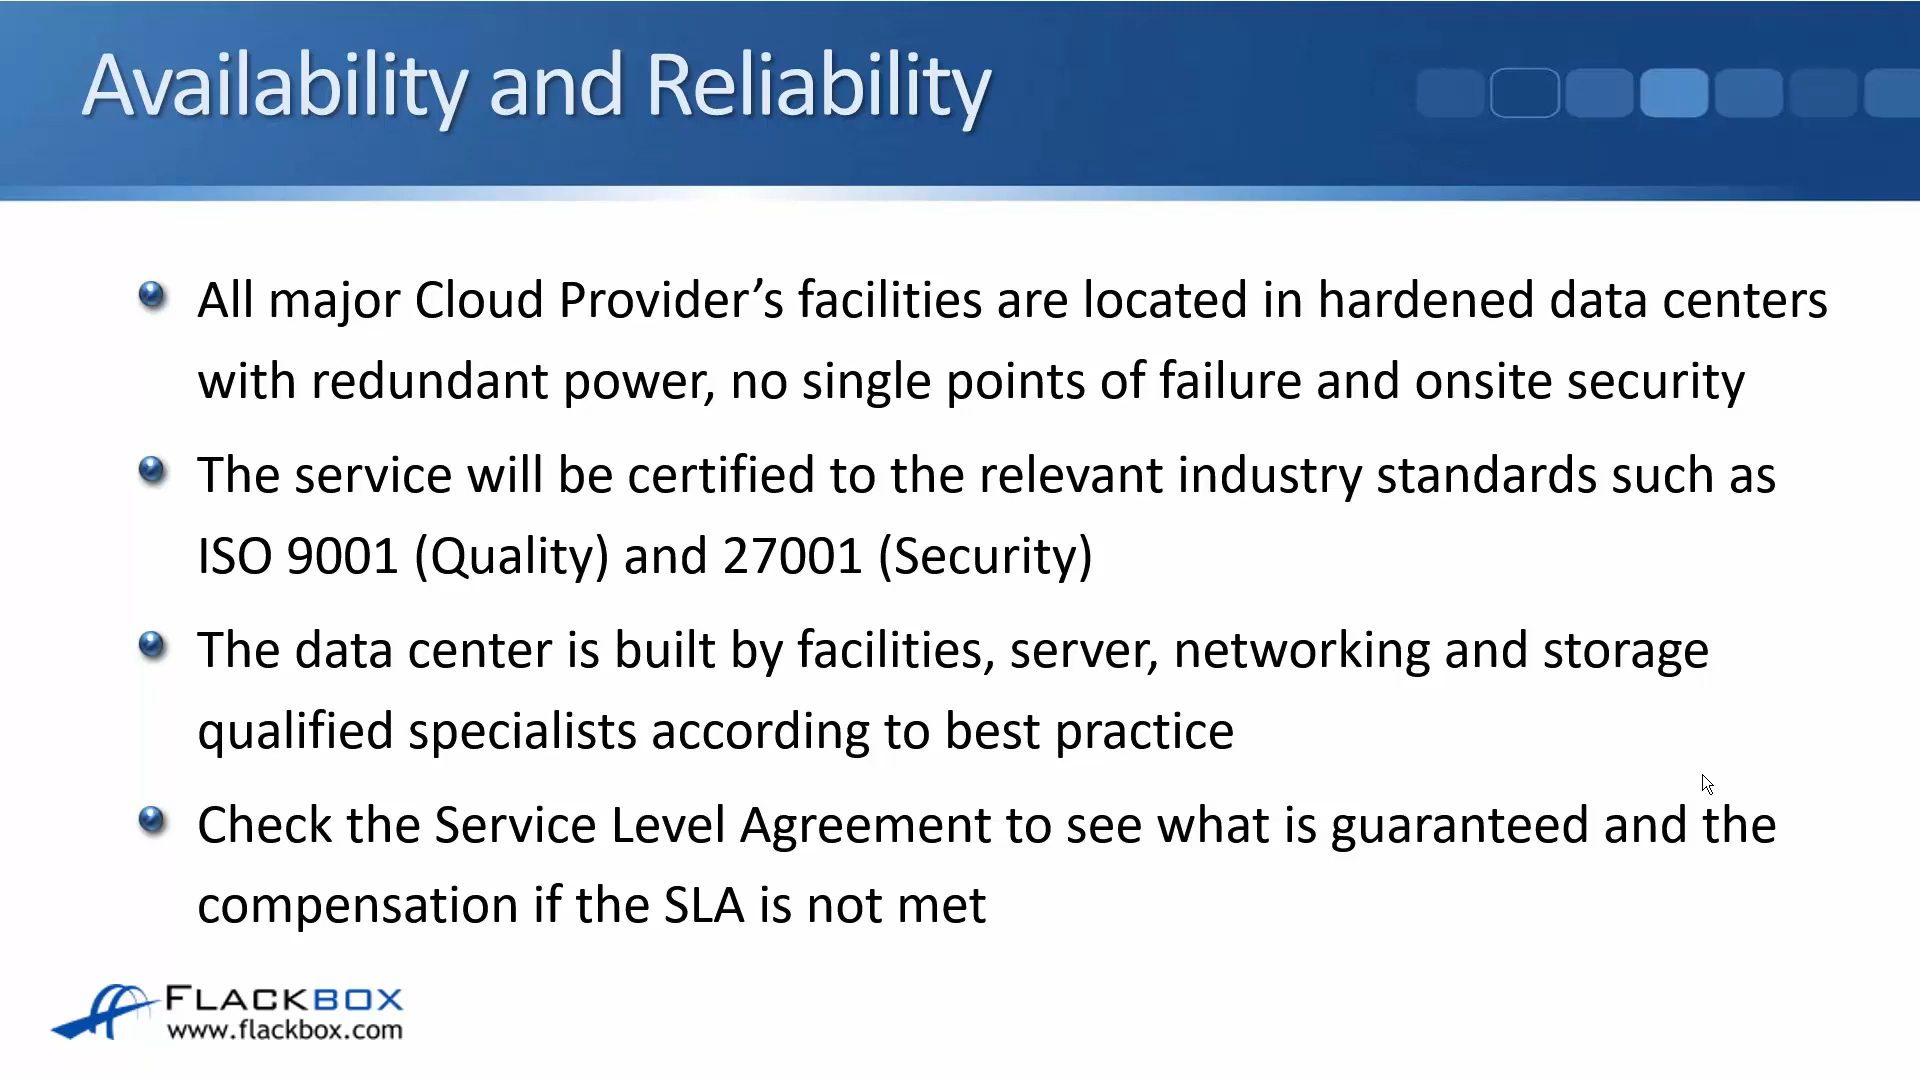 Availability and Reliability
All major Cloud Provider’s facilities are located in hardened data centers
with redundant power, no single points of failure and onsite security
The service will be certified to the relevant industry standards such as
ISO 9001 (Quality) and 27001 (Security)
The data center is built by facilities, server, networking and storage
qualified specialists according to best practice
Check the Service Level Agreement to see what is guaranteed and the
compensation if the SLA is not met
FLACKBOX
www.flackbox.com